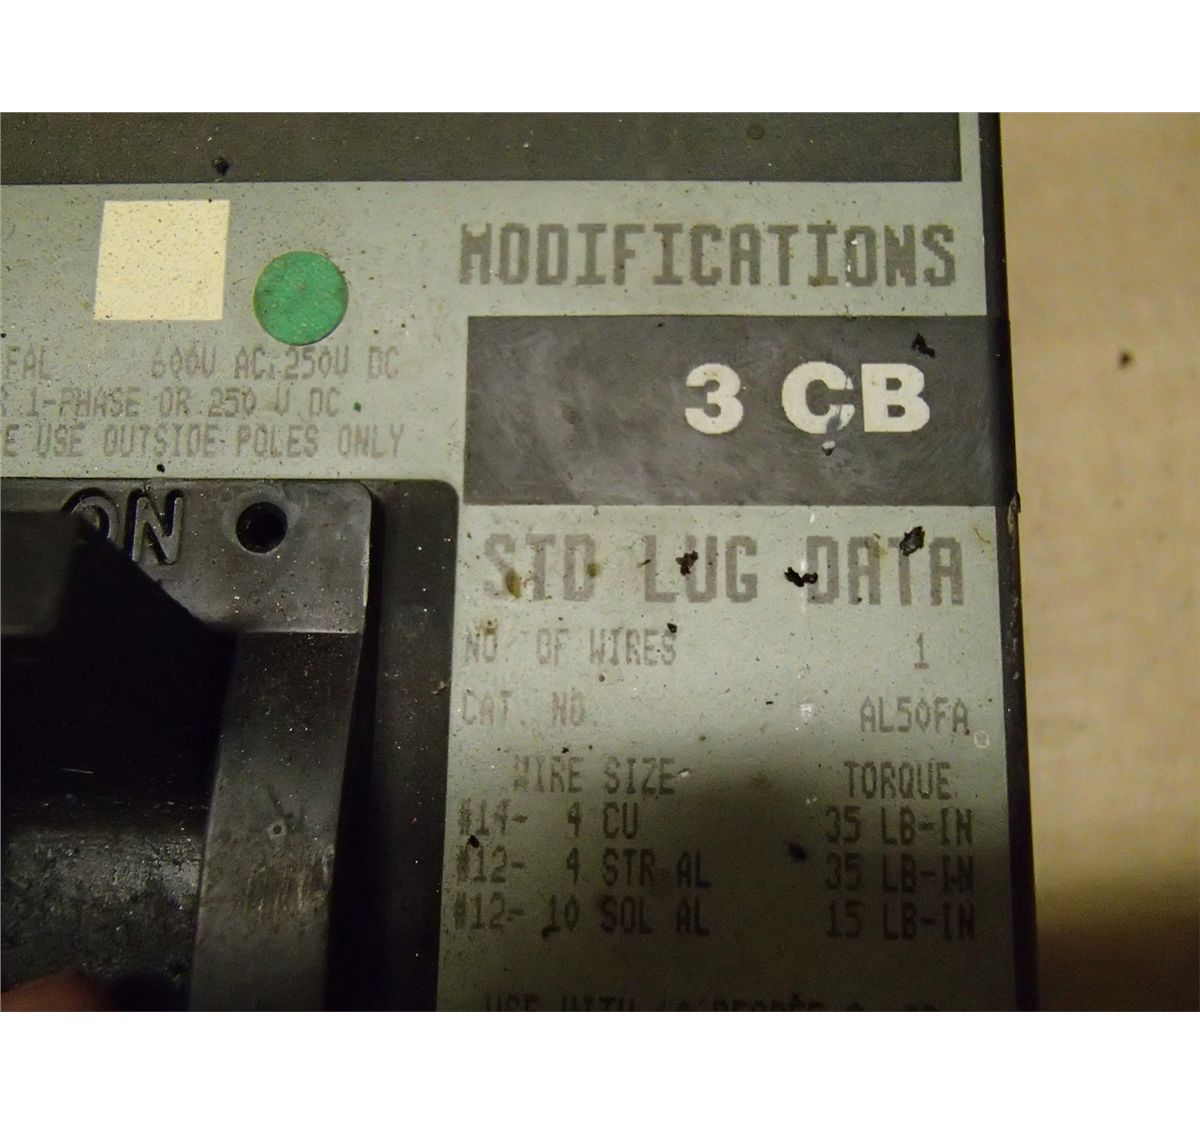 MODIFICATIONS
3 CB
FAL 600V AC, 250V DC
R 1-PHASE OR 250 V DC
E USE OUTSIDE POLES ONLY
ON
STD LUG DATA
NO. OF WIRES 1
CAT. NO. AL50FA
WIRE SIZE TORQUE
#14- 4 CU 35 LB-IN
#12- 4 STR AL 35 LB-IN
#12- 10 SOL AL 15 LB-IN
USE WITH